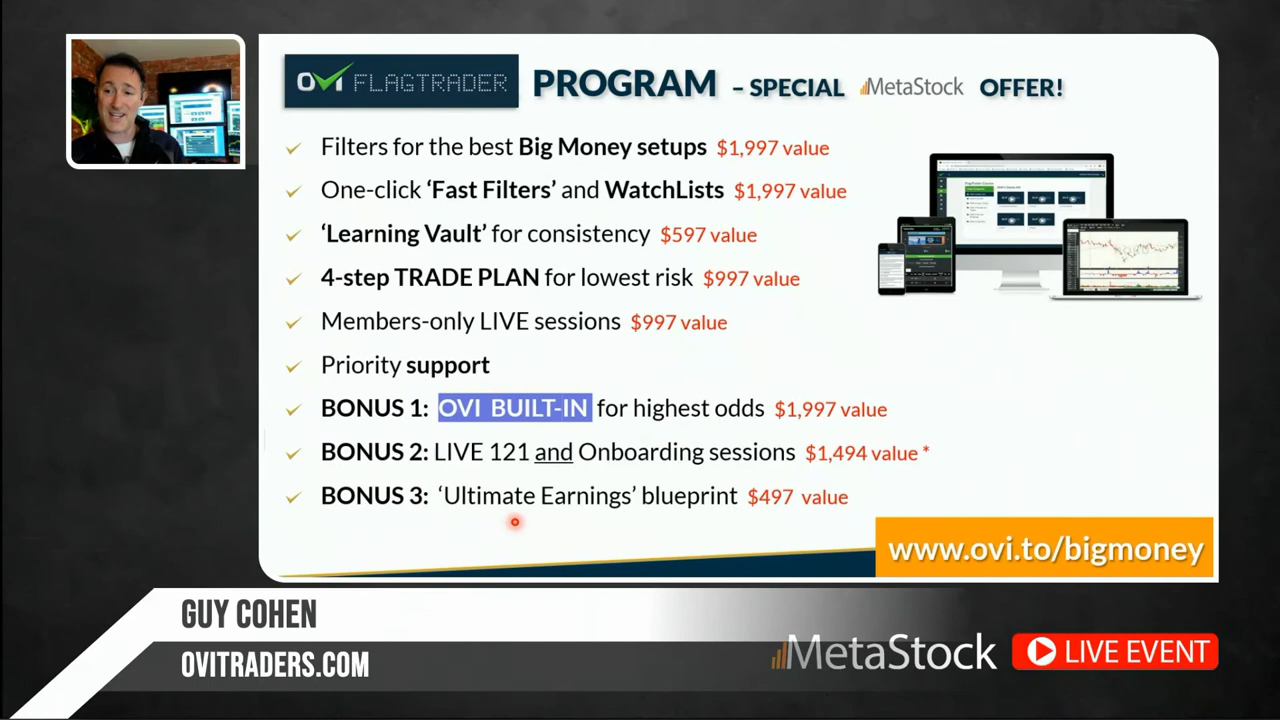 OVI FLAGTRADER PROGRAM – SPECIAL MetaStock OFFER!
Filters for the best Big Money setups $1,997 value
One-click ‘Fast Filters’ and WatchLists $1,997 value
‘Learning Vault’ for consistency $597 value
4-step TRADE PLAN for lowest risk $997 value
Members-only LIVE sessions $997 value
Priority support
BONUS 1: OVI BUILT-IN for highest odds $1,997 value
BONUS 2: LIVE 121 and Onboarding sessions $1,494 value *
BONUS 3: ‘Ultimate Earnings’ blueprint $497 value
www.ovi.to/bigmoney
GUY COHEN
OVITRADERS.COM
MetaStock LIVE EVENT